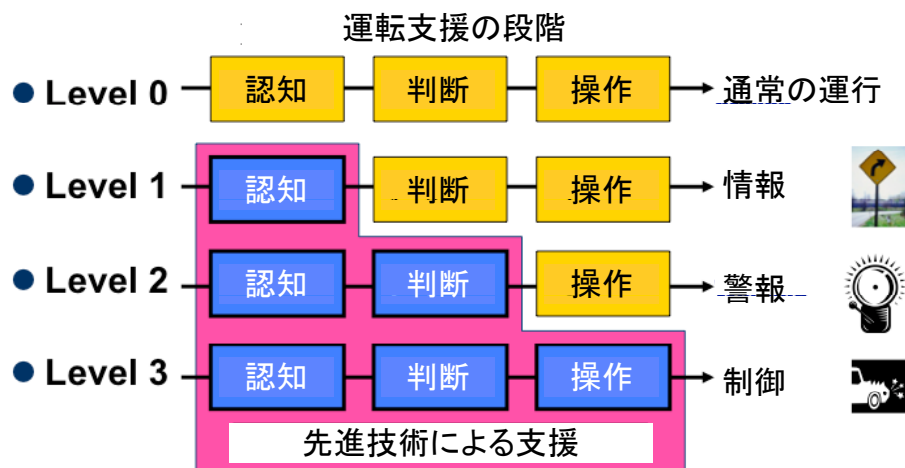 運転支援の段階
Level 0 認知 判断 操作 通常の運行
Level 1 認知 判断 操作 情報
Level 2 認知 判断 操作 警報
Level 3 認知 判断 操作 制御
先進技術による支援